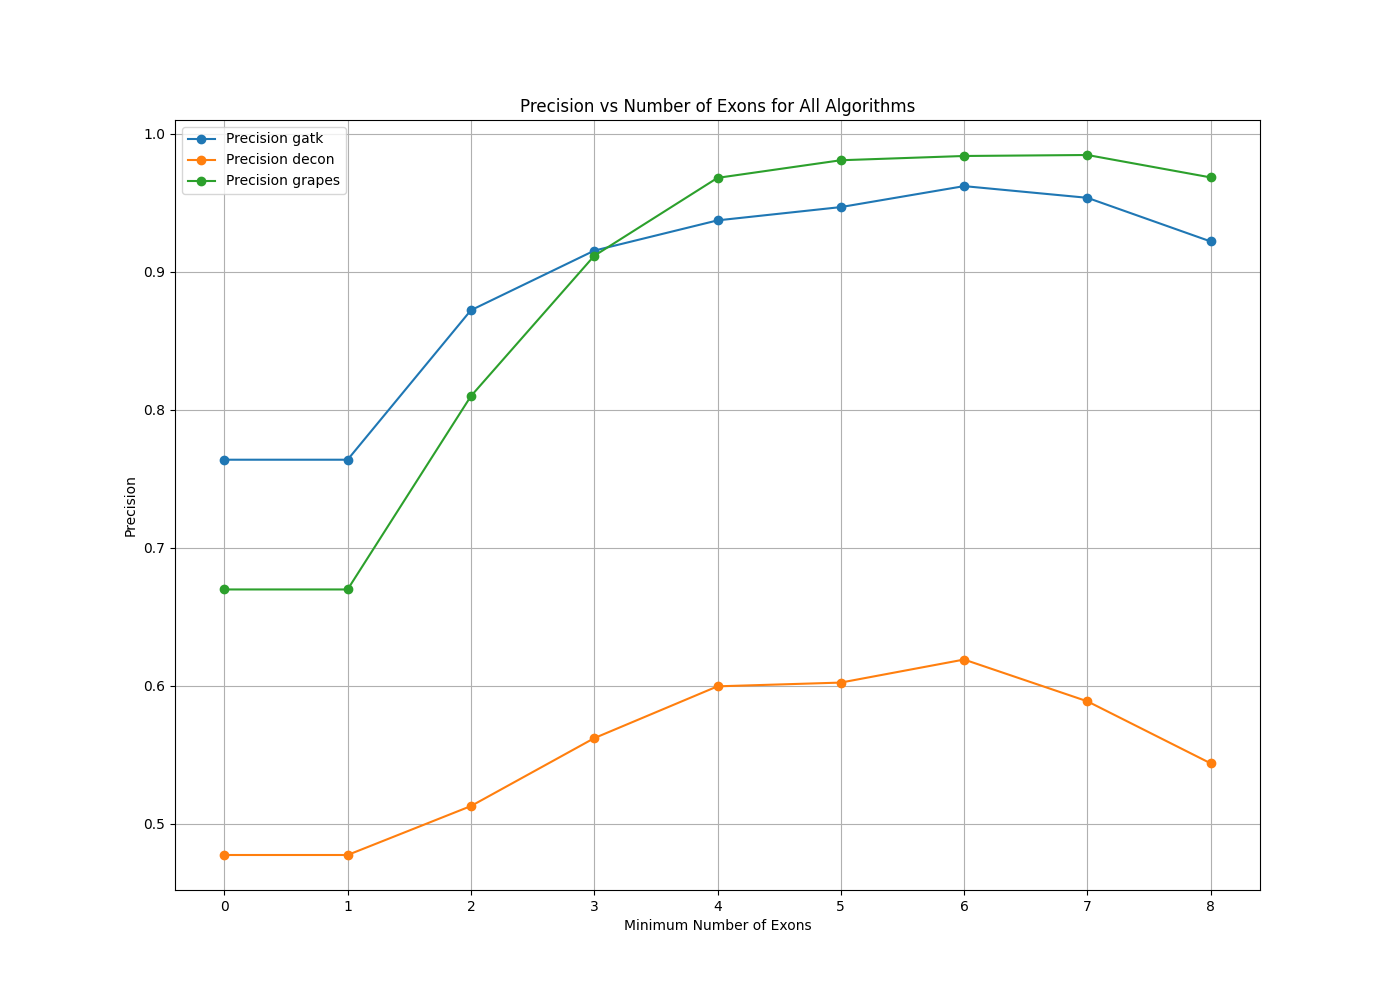 Precision vs Number of Exons for All Algorithms
Precision gatk
Precision decon
Precision grapes
1.0
0.9
0.8
0.7
0.6
0.5
Precision
0 1 2 3 4 5 6 7 8
Minimum Number of Exons